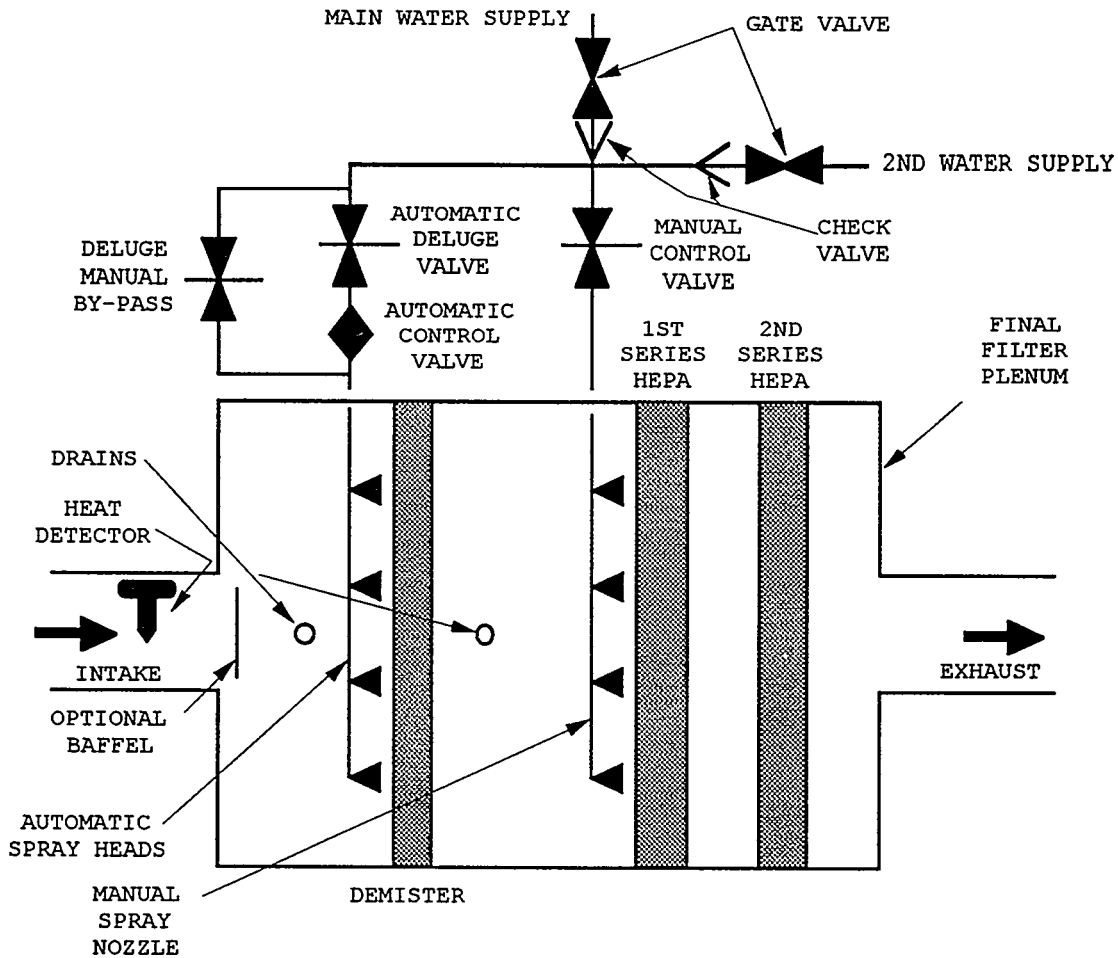 MAIN WATER SUPPLY
GATE VALVE
2ND WATER SUPPLY
AUTOMATIC
DELUGE
VALVE
MANUAL
CONTROL
VALVE
CHECK
VALVE
DELUGE
MANUAL
BY-PASS
AUTOMATIC
CONTROL
VALVE
1ST
SERIES
HEPA
2ND
SERIES
HEPA
FINAL
FILTER
PLENUM
DRAINS
HEAT
DETECTOR
INTAKE
EXHAUST
OPTIONAL
BAFFEL
AUTOMATIC
SPRAY HEADS
MANUAL
SPRAY
NOZZLE
DEMISTER